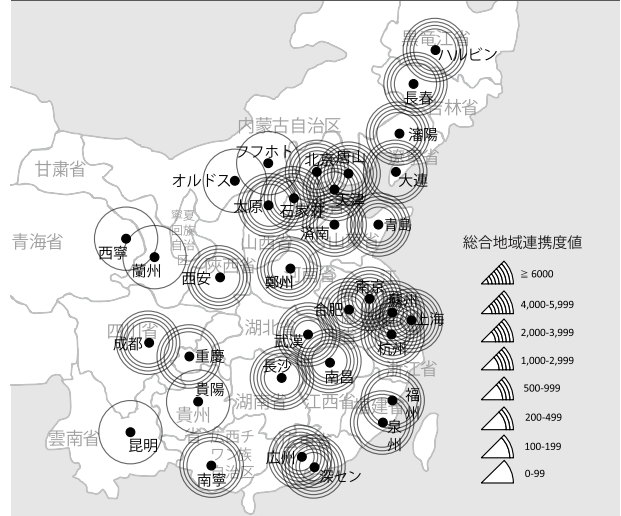 黒竜江省
ハルビン
長春
吉林省
内蒙古自治区
瀋陽
遼寧省
フフホト
北京
唐山
甘粛省
オルドス
大連
天津
太原
石家荘
寧夏
回族
自治
区
青島
済南
山東省
青海省
西寧
山西省
蘭州
陝西省
西安
鄭州
河南省
南京
蘇州
合肥
上海
四川省
湖北省
成都
武漢
杭州
重慶
長沙
南昌
浙江省
貴陽
貴州
湖南省
江西省
福建省
福
州
泉
州
雲南省
昆明
広西チ
ワン族
自治区
南寧
広州
深セン
総合地域連携度値
≧ 6000
4,000-5,999
2,000-3,999
1,000-2,999
500-999
200-499
100-199
0-99